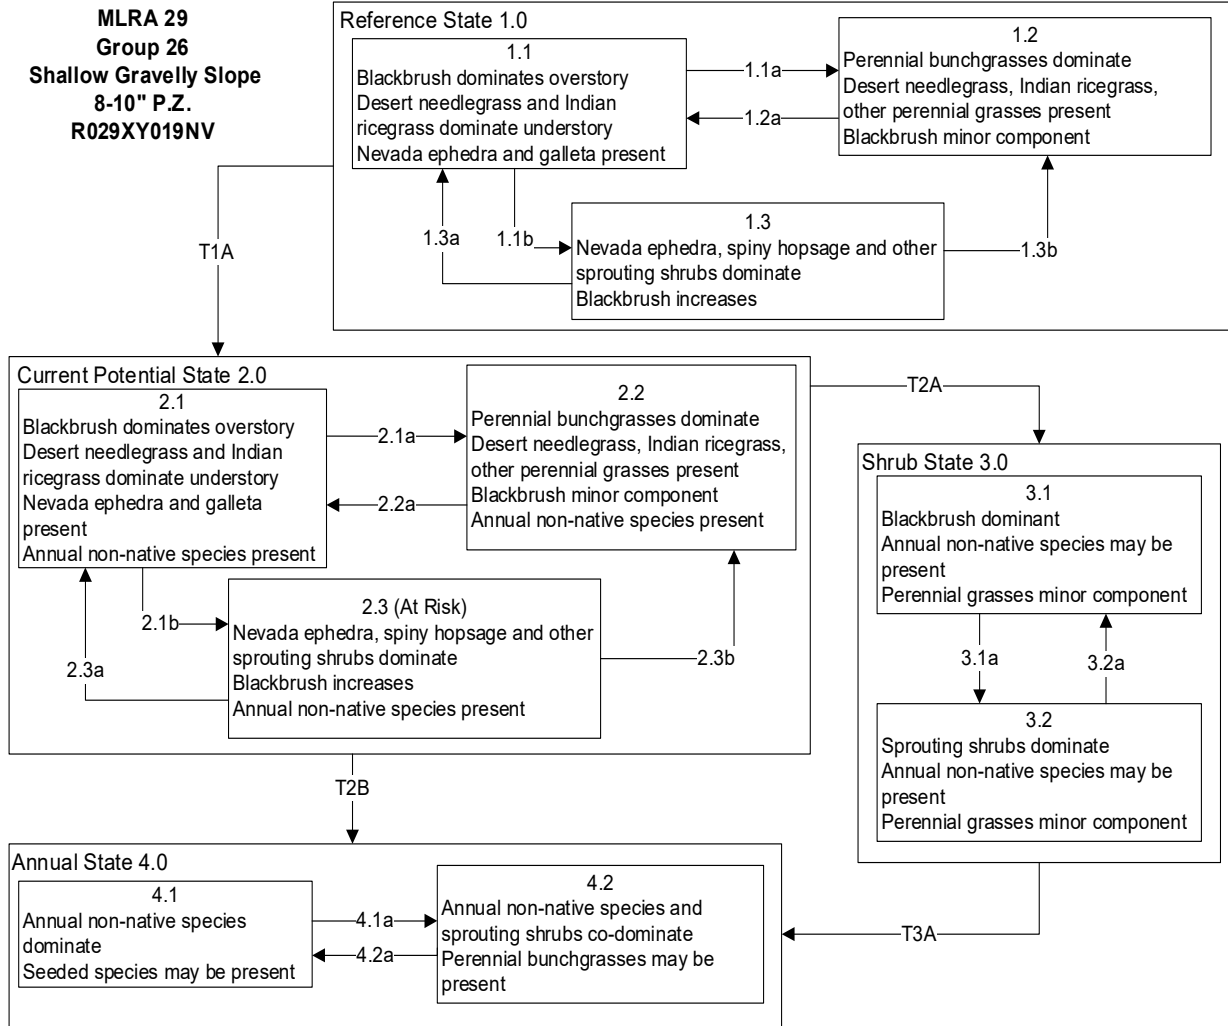 MLRA 29
Group 26
Shallow Gravelly Slope
8-10" P.Z.
R029XY019NV
Reference State 1.0
1.1
Blackbrush dominates overstory
Desert needlegrass and Indian
ricegrass dominate understory
Nevada ephedra and galleta present
1.1a
1.2a
1.2
Perennial bunchgrasses dominate
Desert needlegrass, Indian ricegrass,
other perennial grasses present
Blackbrush minor component
1.3a
1.1b
1.3
Nevada ephedra, spiny hopsage and other
sprouting shrubs dominate
Blackbrush increases
1.3b
T1A
Current Potential State 2.0
2.1
Blackbrush dominates overstory
Desert needlegrass and Indian
ricegrass dominate understory
Nevada ephedra and galleta
present
Annual non-native species present
2.1a
2.2a
2.2
Perennial bunchgrasses dominate
Desert needlegrass, Indian ricegrass,
other perennial grasses present
Blackbrush minor component
Annual non-native species present
2.3a
2.1b
2.3 (At Risk)
Nevada ephedra, spiny hopsage and other
sprouting shrubs dominate
Blackbrush increases
Annual non-native species present
2.3b
T2A
Shrub State 3.0
3.1
Blackbrush dominant
Annual non-native species may be
present
Perennial grasses minor component
3.1a
3.2a
3.2
Sprouting shrubs dominate
Annual non-native species may be
present
Perennial grasses minor component
T2B
Annual State 4.0
4.1
Annual non-native species
dominate
Seeded species may be present
4.1a
4.2a
4.2
Annual non-native species and
sprouting shrubs co-dominate
Perennial bunchgrasses may be
present
T3A